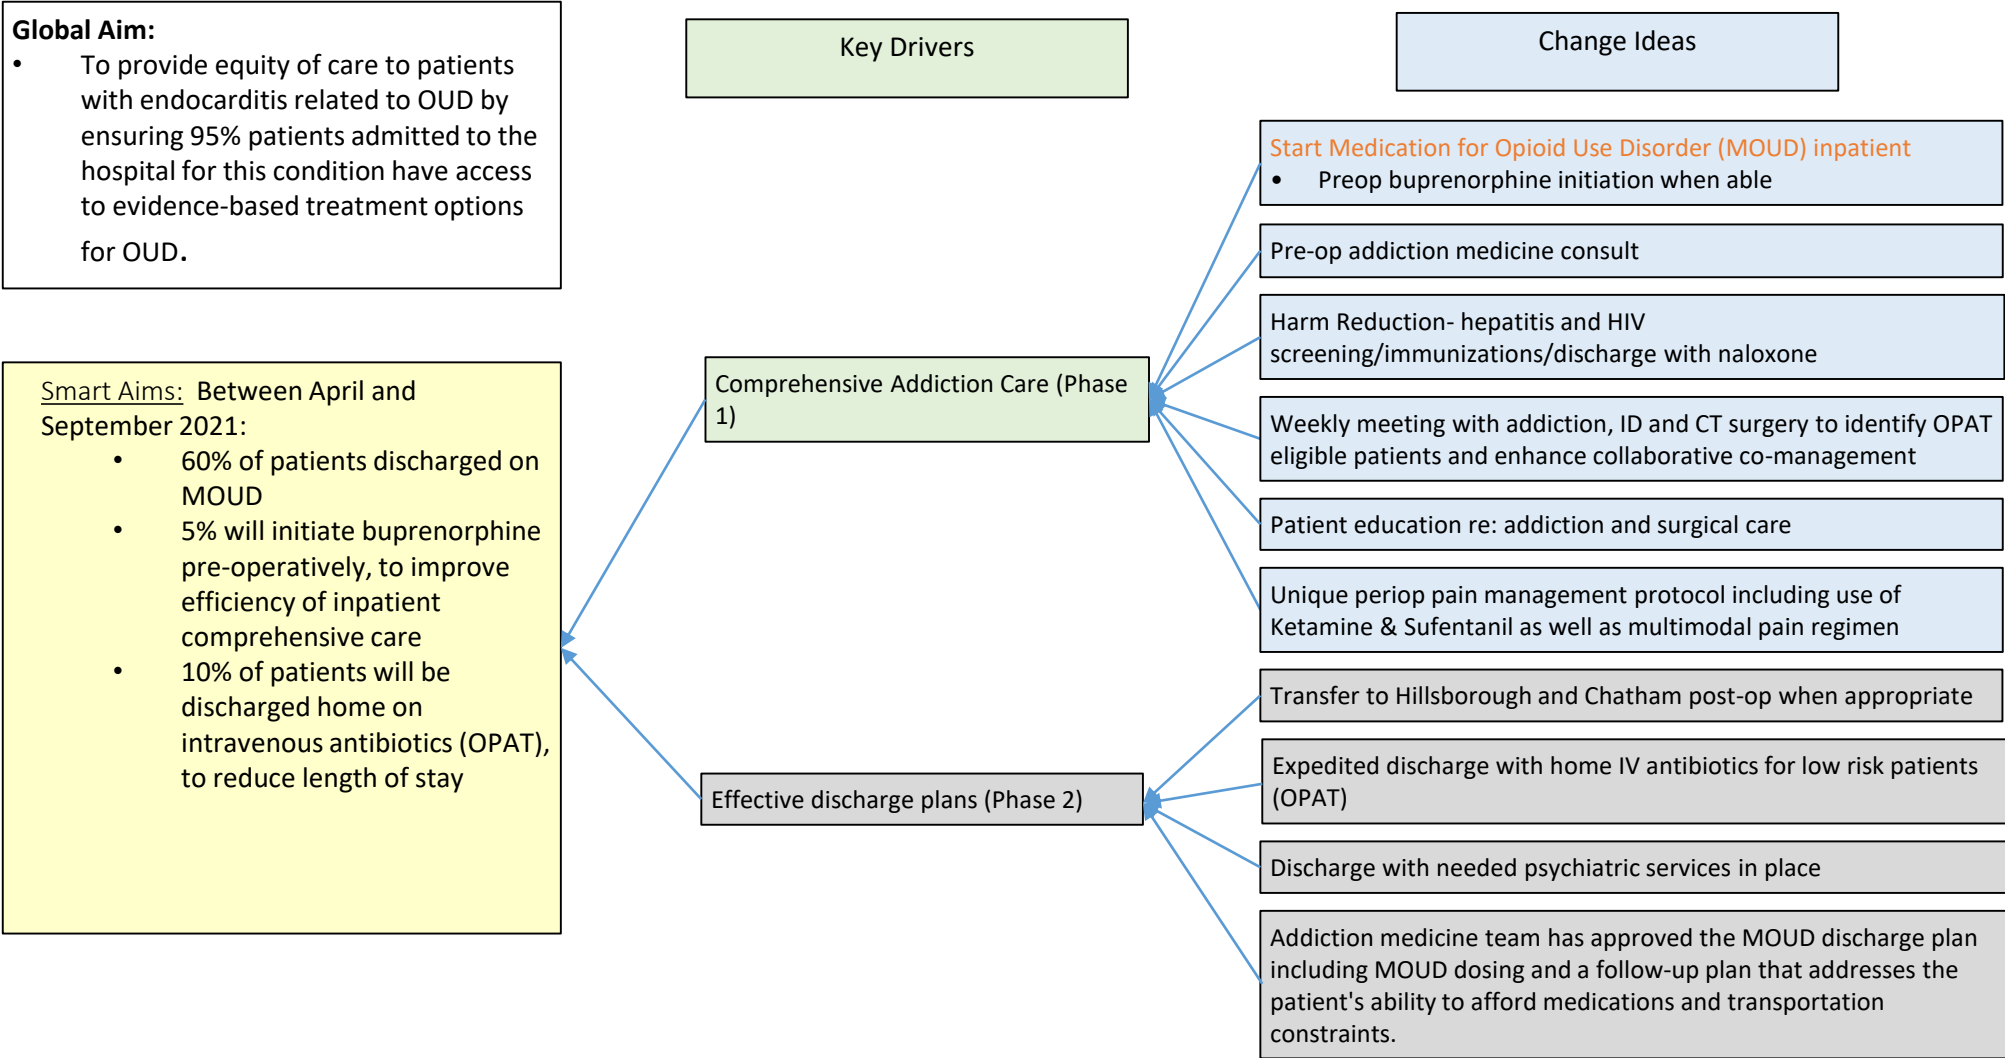 Global Aim:
• To provide equity of care to patients
with endocarditis related to OUD by
ensuring 95% patients admitted to the
hospital for this condition have access
to evidence-based treatment options
for OUD.
Smart Aims: Between April and
September 2021:
• 60% of patients discharged on
MOUD
• 5% will initiate buprenorphine
pre-operatively, to improve
efficiency of inpatient
comprehensive care
• 10% of patients will be
discharged home on
intravenous antibiotics (OPAT),
to reduce length of stay
Key Drivers
Comprehensive Addiction Care (Phase
1)
Effective discharge plans (Phase 2)
Change Ideas
Start Medication for Opioid Use Disorder (MOUD) inpatient
• Preop buprenorphine initiation when able
Pre-op addiction medicine consult
Harm Reduction- hepatitis and HIV
screening/immunizations/discharge with naloxone
Weekly meeting with addiction, ID and CT surgery to identify OPAT
eligible patients and enhance collaborative co-management
Patient education re: addiction and surgical care
Unique periop pain management protocol including use of
Ketamine & Sufentanil as well as multimodal pain regimen
Transfer to Hillsborough and Chatham post-op when appropriate
Expedited discharge with home IV antibiotics for low risk patients
(OPAT)
Discharge with needed psychiatric services in place
Addiction medicine team has approved the MOUD discharge plan
including MOUD dosing and a follow-up plan that addresses the
patient's ability to afford medications and transportation
constraints.